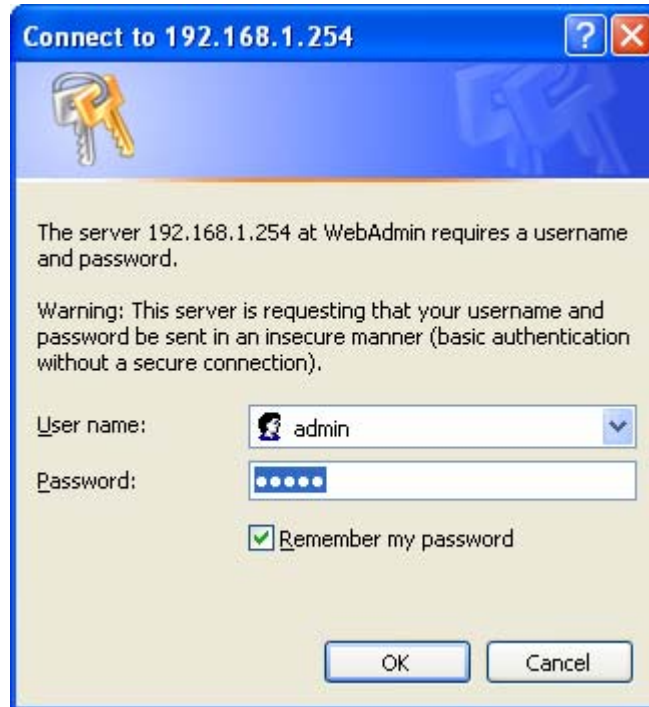 Connect to 192.168.1.254
The server 192.168.1.254 at WebAdmin requires a username
and password.
Warning: This server is requesting that your username and
password be sent in an insecure manner (basic authentication
without a secure connection).
User name:
admin
Password:
●●●●●
Remember my password
OK
Cancel